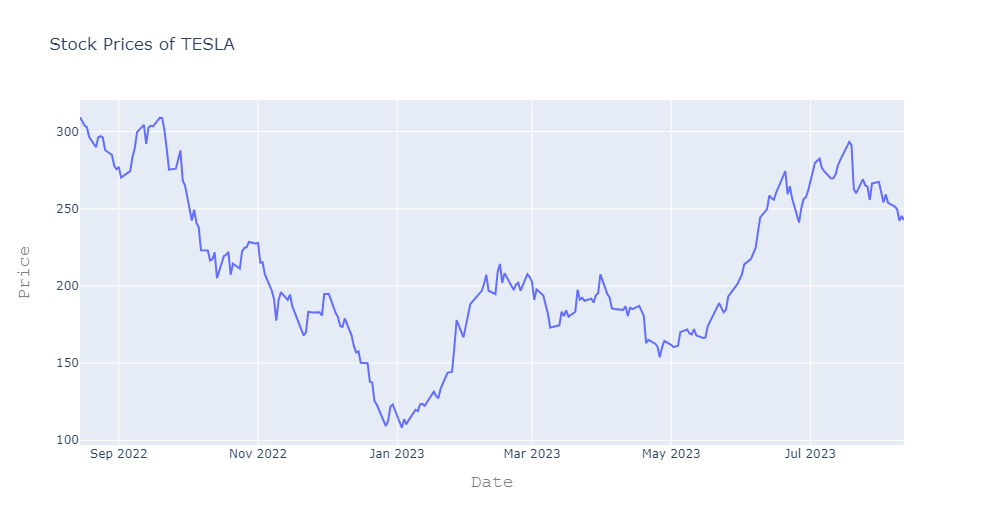 Stock Prices of TESLA
300
250
200
150
100
Price
Sep 2022
Nov 2022
Jan 2023
Mar 2023
May 2023
Jul 2023
Date